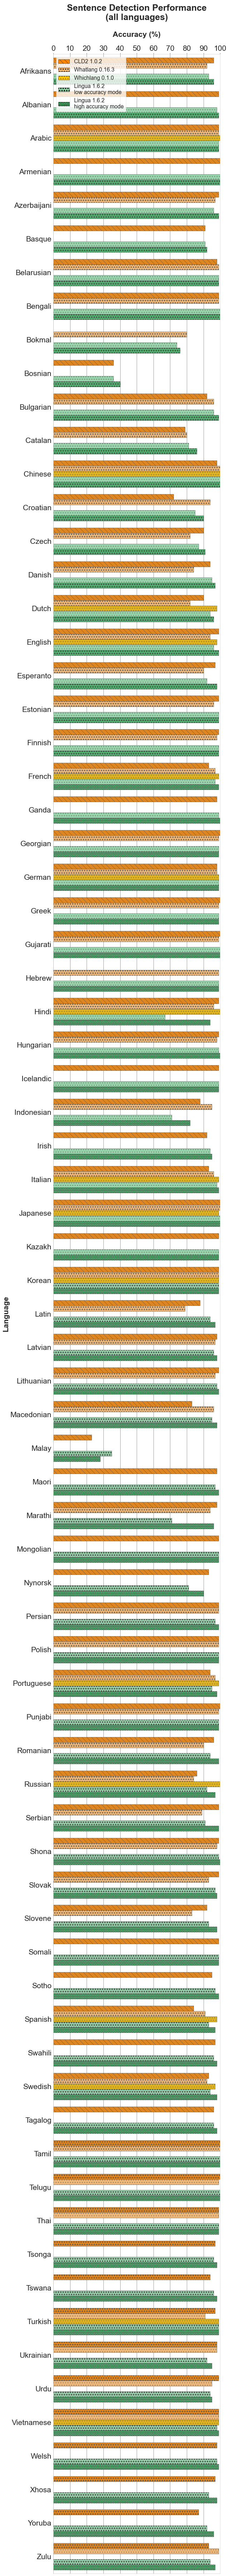 Sentence Detection Performance
(all languages)
Accuracy (%)
0 10 20 30 40 50 60 70 80 90 100
CLD2 1.0.2
Whatlang 0.16.3
Whichlang 0.1.0
Lingua 1.6.2
low accuracy mode
Lingua 1.6.2
high accuracy mode
Language
Afrikaans
Albanian
Arabic
Armenian
Azerbaijani
Basque
Belarusian
Bengali
Bokmal
Bosnian
Bulgarian
Catalan
Chinese
Croatian
Czech
Danish
Dutch
English
Esperanto
Estonian
Finnish
French
Ganda
Georgian
German
Greek
Gujarati
Hebrew
Hindi
Hungarian
Icelandic
Indonesian
Irish
Italian
Japanese
Kazakh
Korean
Latin
Latvian
Lithuanian
Macedonian
Malay
Maori
Marathi
Mongolian
Nynorsk
Persian
Polish
Portuguese
Punjabi
Romanian
Russian
Serbian
Shona
Slovak
Slovene
Somali
Sotho
Spanish
Swahili
Swedish
Tagalog
Tamil
Telugu
Thai
Tsonga
Tswana
Turkish
Ukrainian
Urdu
Vietnamese
Welsh
Xhosa
Yoruba
Zulu